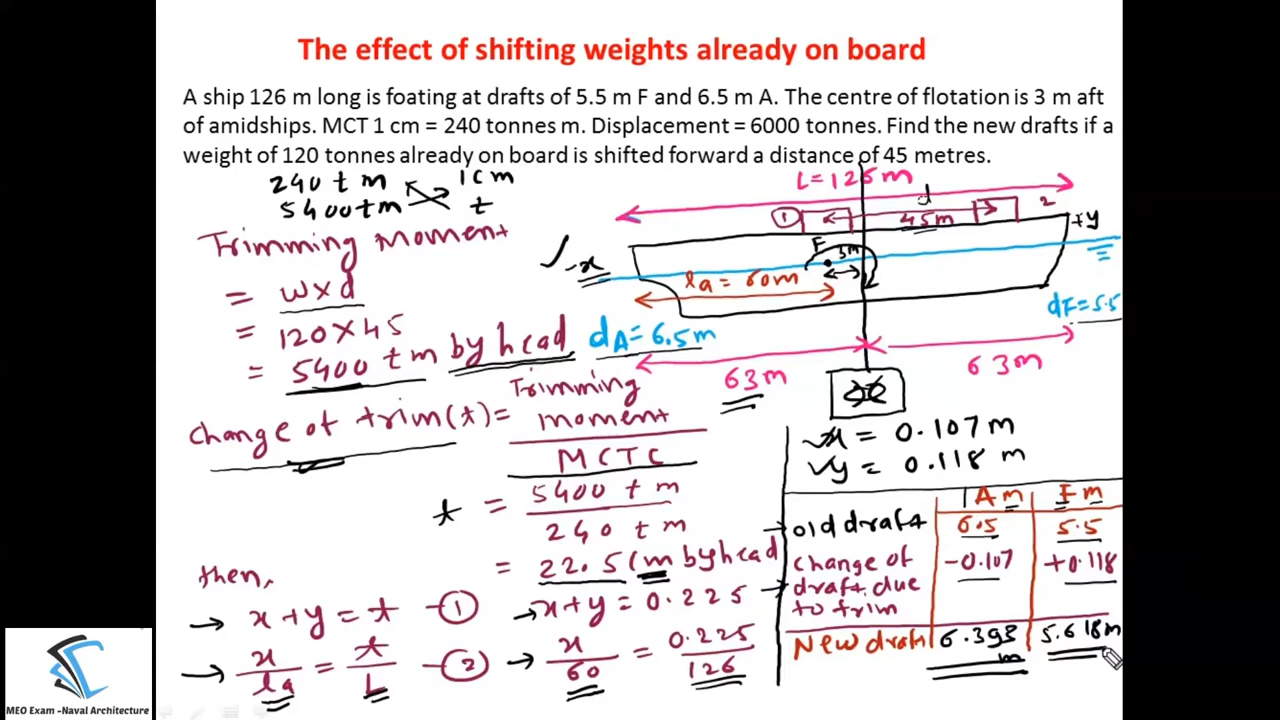 The effect of shifting weights already on board
A ship 126 m long is foating at drafts of 5.5 m F and 6.5 m A. The centre of flotation is 3 m aft
of amidships. MCT 1 cm = 240 tonnes m. Displacement = 6000 tonnes. Find the new drafts if a
weight of 120 tonnes already on board is shifted forward a distance of 45 metres.
240 t m 1 cm
5400 t m t
Trimming Moment
= w x d
= 120 x 45
= 5400 t m by head
Change of trim (t) = Trimming
moment
MCTC
t = 5400 t m
240 t m
= 22.5 cm by head
then,
x + y = t - 1
x / la = t / L - 2
x + y = 0.225
x / 60 = 0.225 / 126
L = 125 m
d
1 45m 2
+y
-x
F 3m
la = 60m
dA = 6.5 m
dF = 5.5
63 m 63 m
x = 0.107 m
y = 0.118 m
A m F m
old draft 6.5 5.5
Change of -0.107 +0.118
draft due
to trim
New draft 6.393 m 5.618 m
MEO Exam -Naval Architecture